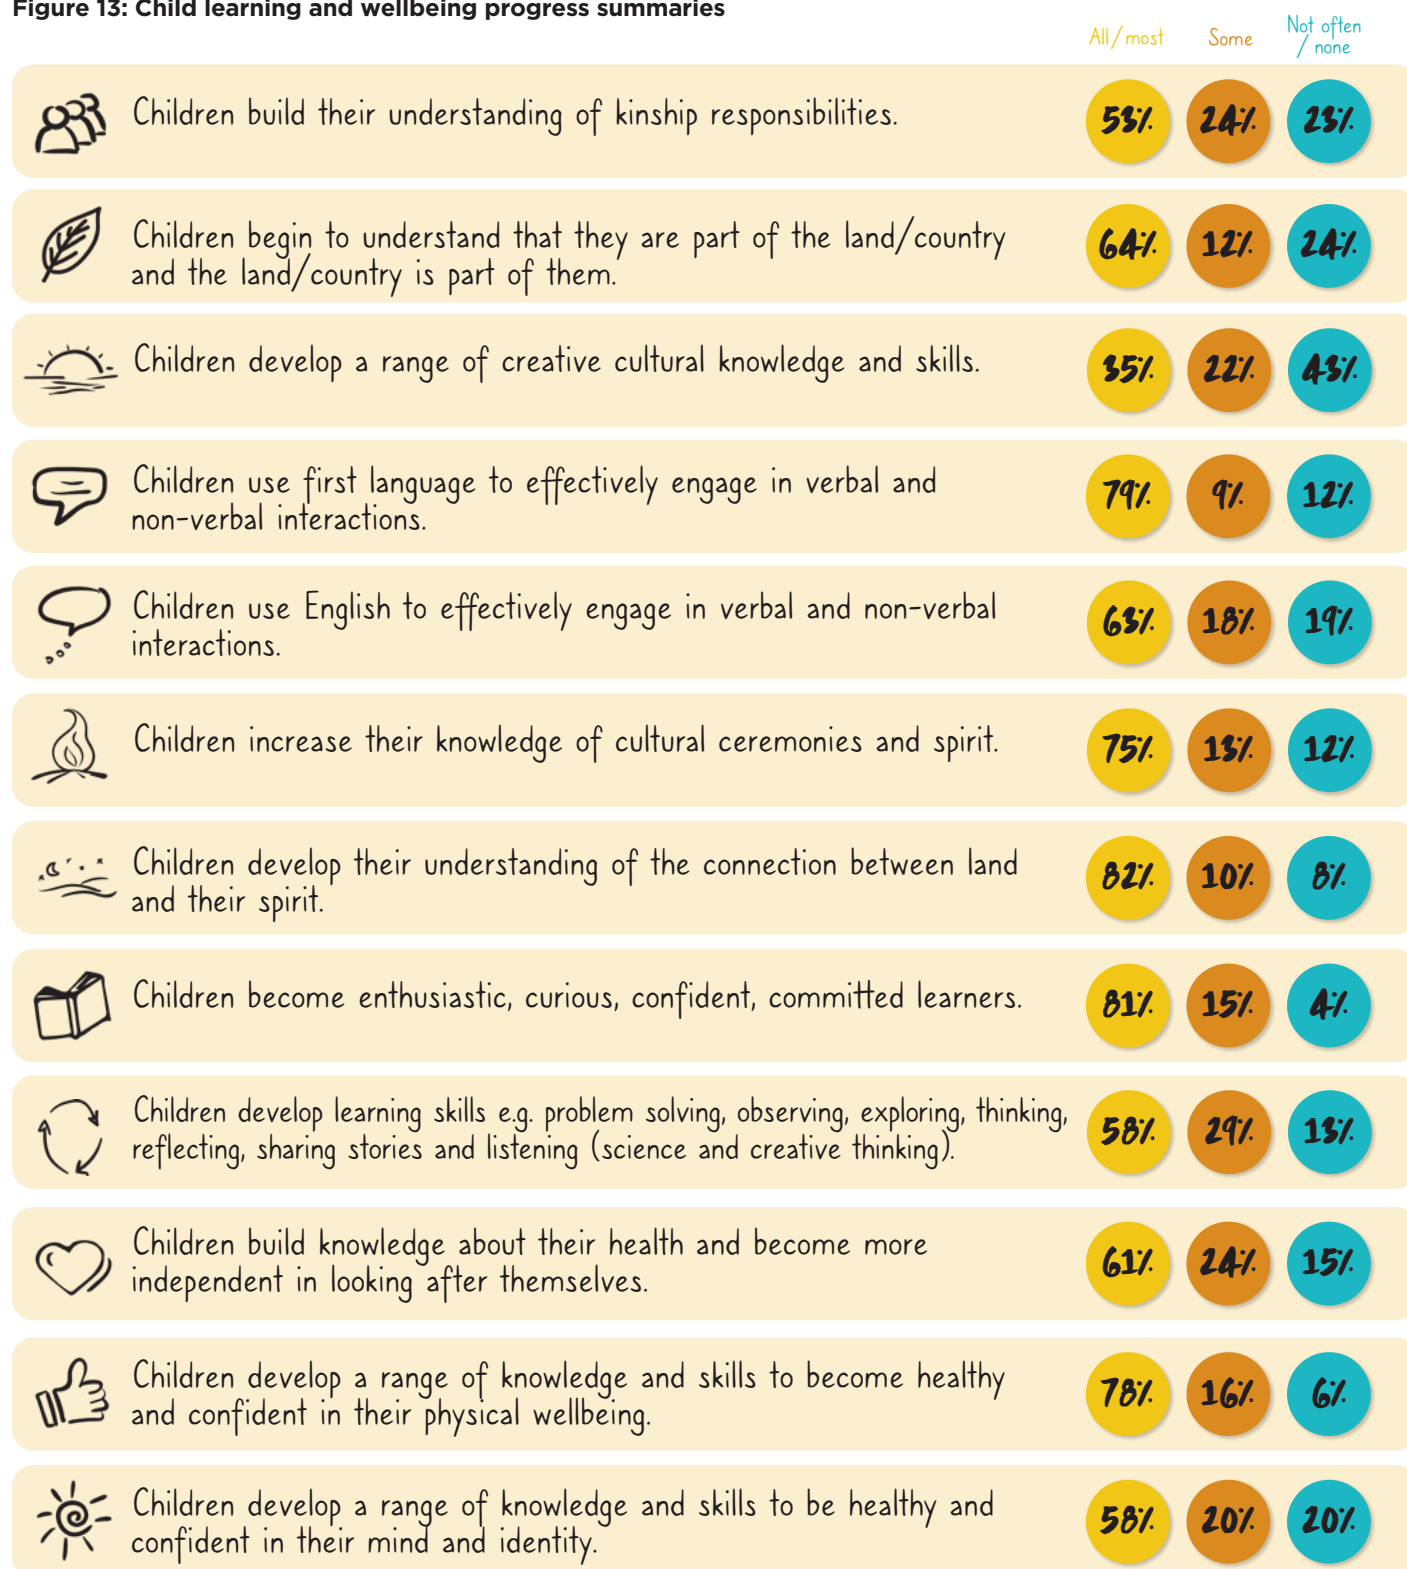 Figure 13: Child learning and wellbeing progress summaries
All/most Some Not often
/ none
Children build their understanding of kinship responsibilities. 53% 24% 23%
Children begin to understand that they are part of the land/country
and the land/country is part of them. 64% 12% 24%
Children develop a range of creative cultural knowledge and skills. 35% 22% 43%
Children use first language to effectively engage in verbal and
non-verbal interactions. 79% 9% 12%
Children use English to effectively engage in verbal and non-verbal
interactions. 63% 18% 19%
Children increase their knowledge of cultural ceremonies and spirit. 75% 13% 12%
Children develop their understanding of the connection between land
and their spirit. 82% 10% 8%
Children become enthusiastic, curious, confident, committed learners. 81% 15% 4%
Children develop learning skills e.g. problem solving, observing, exploring, thinking,
reflecting, sharing stories and listening (science and creative thinking). 58% 29% 13%
Children build knowledge about their health and become more
independent in looking after themselves. 61% 24% 15%
Children develop a range of knowledge and skills to become healthy
and confident in their physical wellbeing. 78% 16% 6%
Children develop a range of knowledge and skills to be healthy and
confident in their mind and identity. 58% 20% 20%